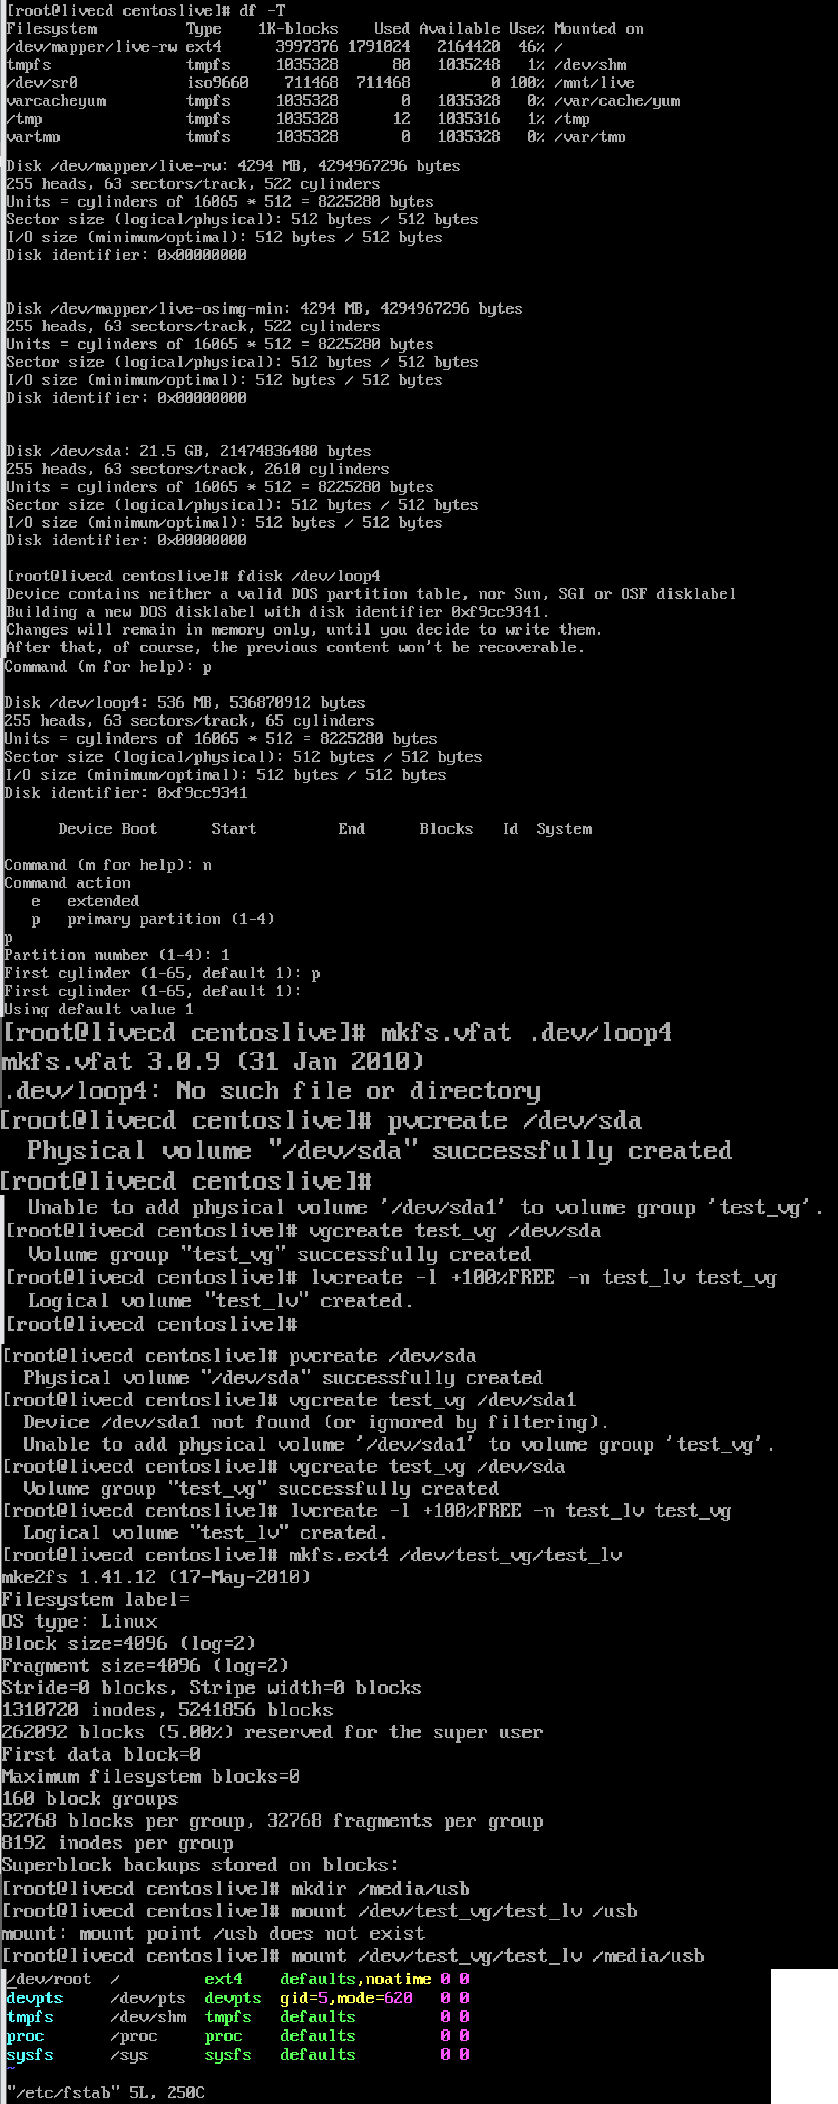 [root@livecd centoslive]# df -T
Filesystem           Type   1K-blocks    Used Available Use% Mounted on
/dev/mapper/live-rw ext4     3997376 1791024   2164420  46% /
tmpfs                tmpfs    1035328      80   1035248   1% /dev/shm
/dev/sr0             iso9660   711468  711468         0 100% /mnt/live
varcacheyum          tmpfs    1035328       0   1035328   0% /var/cache/yum
/tmp                 tmpfs    1035328      12   1035316   1% /tmp
vartmp               tmpfs    1035328       0   1035328   0% /var/tmp
Disk /dev/mapper/live-rw: 4294 MB, 4294967296 bytes
255 heads, 63 sectors/track, 522 cylinders
Units = cylinders of 16065 * 512 = 8225280 bytes
Sector size (logical/physical): 512 bytes / 512 bytes
I/O size (minimum/optimal): 512 bytes / 512 bytes
Disk identifier: 0x00000000
Disk /dev/mapper/live-osimg-min: 4294 MB, 4294967296 bytes
255 heads, 63 sectors/track, 522 cylinders
Units = cylinders of 16065 * 512 = 8225280 bytes
Sector size (logical/physical): 512 bytes / 512 bytes
I/O size (minimum/optimal): 512 bytes / 512 bytes
Disk identifier: 0x00000000
Disk /dev/sda: 21.5 GB, 21474836480 bytes
255 heads, 63 sectors/track, 2610 cylinders
Units = cylinders of 16065 * 512 = 8225280 bytes
Sector size (logical/physical): 512 bytes / 512 bytes
I/O size (minimum/optimal): 512 bytes / 512 bytes
Disk identifier: 0x00000000
[root@livecd centoslive]# fdisk /dev/loop4
Device contains neither a valid DOS partition table, nor Sun, SGI or OSF disklabel
Building a new DOS disklabel with disk identifier 0xf9cc9341.
Changes will remain in memory only, until you decide to write them.
After that, of course, the previous content won't be recoverable.
Command (m for help): p
Disk /dev/loop4: 536 MB, 536870912 bytes
255 heads, 63 sectors/track, 65 cylinders
Units = cylinders of 16065 * 512 = 8225280 bytes
Sector size (logical/physical): 512 bytes / 512 bytes
I/O size (minimum/optimal): 512 bytes / 512 bytes
Disk identifier: 0xf9cc9341
Device Boot      Start         End      Blocks   Id  System
Command (m for help): n
Command action
e   extended
p   primary partition (1-4)
p
Partition number (1-4): 1
First cylinder (1-65, default 1): p
First cylinder (1-65, default 1):
Using default value 1
[root@livecd centoslive]# mkfs.vfat .dev/loop4
mkfs.vfat 3.0.9 (31 Jan 2010)
.dev/loop4: No such file or directory
[root@livecd centoslive]# pvcreate /dev/sda
Physical volume "/dev/sda" successfully created
[root@livecd centoslive]#
Unable to add physical volume '/dev/sda1' to volume group 'test_vg'.
[root@livecd centoslive]# vgcreate test_vg /dev/sda
Volume group "test_vg" successfully created
[root@livecd centoslive]# lvcreate -l +100%FREE -n test_lv test_vg
Logical volume "test_lv" created.
[root@livecd centoslive]#
[root@livecd centoslive]# pvcreate /dev/sda
Physical volume "/dev/sda" successfully created
[root@livecd centoslive]# vgcreate test_vg /dev/sda1
Device /dev/sda1 not found (or ignored by filtering).
Unable to add physical volume '/dev/sda1' to volume group 'test_vg'.
[root@livecd centoslive]# vgcreate test_vg /dev/sda
Volume group "test_vg" successfully created
[root@livecd centoslive]# lvcreate -l +100%FREE -n test_lv test_vg
Logical volume "test_lv" created.
[root@livecd centoslive]# mkfs.ext4 /dev/test_vg/test_lv
mke2fs 1.41.12 (17-May-2010)
Filesystem label=
OS type: Linux
Block size=4096 (log=2)
Fragment size=4096 (log=2)
Stride=0 blocks, Stripe width=0 blocks
1310720 inodes, 5241856 blocks
262092 blocks (5.00%) reserved for the super user
First data block=0
Maximum filesystem blocks=0
160 block groups
32768 blocks per group, 32768 fragments per group
8192 inodes per group
Superblock backups stored on blocks:
[root@livecd centoslive]# mkdir /media/usb
[root@livecd centoslive]# mount /dev/test_vg/test_lv /usb
mount: mount point /usb does not exist
[root@livecd centoslive]# mount /dev/test_vg/test_lv /media/usb
/dev/root  /         ext4    defaults,noatime 0 0
devpts     /dev/pts  devpts  gid=5,mode=620   0 0
tmpfs      /dev/shm  tmpfs   defaults         0 0
proc       /proc     proc    defaults         0 0
sysfs      /sys      sysfs   defaults         0 0
~
"/etc/fstab" 5L, 250C